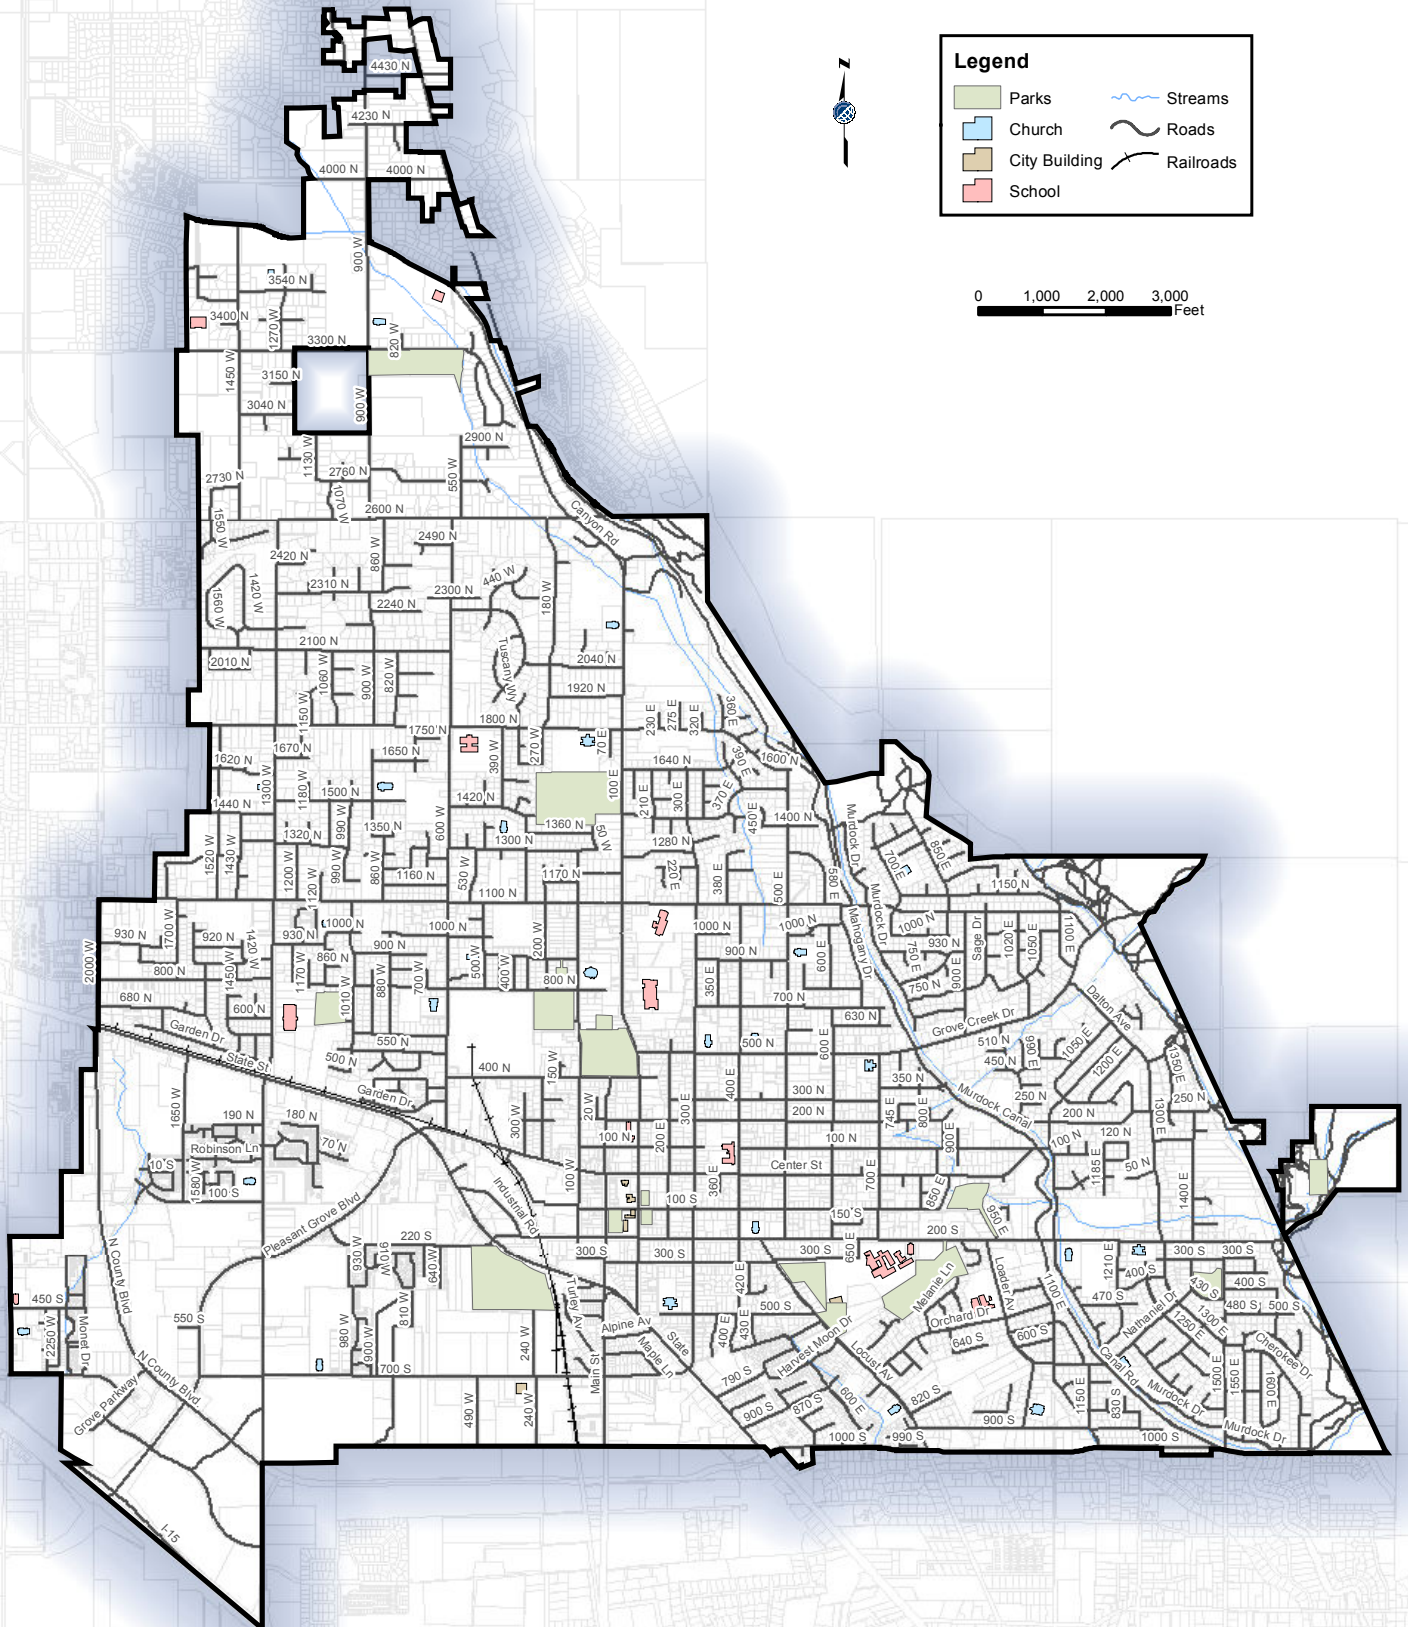 Legend
Parks
Streams
Church
Roads
City Building
Railroads
School
N
0 1,000 2,000 3,000
Feet
4430 N
4230 N
4000 N 4000 N
900 W
3540 N
3400 N
1270 W
820 W
3300 N
1450 W
3150 N
900 W
3040 N
2900 N
1130 W
2760 N
2730 N
1070 W
550 W
2600 N
Canyon Rd
1550 W
2490 N
2420 N
860 W
2310 N
2300 N
440 W
180 W
1420 W
1560 W
2240 N
2100 N
Tuscany Wy
2010 N
1060 W
900 W
820 W
2040 N
1920 N
1150 W
1800 N
1750 N
230 E
275 E
320 E
360 E
1670 N
1650 N
390 W
270 W
70 E
1620 N
1640 N
390 E
1600 N
1300 W
1180 W
1500 N
100 E
1440 N
1420 N
210 E
300 E
370 E
450 E
1400 N
1320 N
990 W
1350 N
600 W
1360 N
1300 N
50 W
1280 N
Murdock Dr
700 E
850 E
1520 W
1430 W
1200 W
990 W
860 W
1160 N
530 W
1170 N
220 E
380 E
500 E
580 E
1150 N
1120 W
1100 N
Murdock Dr
1000 N
1000 N
1000 N
1000 N
1000 N
Mahogany Dr
2000 W
930 N
1700 W
920 N
1420 W
930 N
900 N
500 W
200 W
900 N
600 E
930 N
Sage Dr
1020 E
1050 E
1100 E
860 N
800 N
1450 W
1170 W
880 W
700 W
400 W
800 N
350 E
750 E
900 E
750 N
680 N
600 N
1010 W
700 N
Dalton Ave
Garden Dr
630 N
Grove Creek Dr
State St
550 N
500 N
500 N
600 E
510 N
450 N
990 E
1050 E
1200 E
1350 E
400 N
150 W
Garden Dr
400 E
350 N
Murdock Canal
250 N
250 N
1650 W
300 N
190 N
180 N
300 W
20 W
300 E
200 N
745 E
800 E
200 N
1300 E
Robinson Ln
70 N
100 N
200 E
100 N
900 E
100 N
120 N
10 S
100 W
Center St
50 N
1580 W
100 S
Industrial Rd
360 E
700 E
1185 E
100 S
850 E
1400 E
Pleasant Grove Blvd
150 S
950 E
N County Blvd
220 S
200 S
930 W
910 W
640 W
300 S
300 S
300 S
650 E
300 S
300 S
1210 E
400 S
400 S
Turley Av
420 E
Melanie Ln
Loader Av
1100 E
430 S
450 S
810 W
500 S
470 S
480 S
500 S
550 S
Orchard Dr
Nathaniel Dr
1300 E
2250 W
Monet Dr
980 W
900 W
240 W
Alpine Av
State
400 E
430 E
Harvest Moon Dr
640 S
600 S
1250 E
Cherokee Dr
Maple Ln
Locust Av
Canal Rd
N County Blvd
700 S
Main St
790 S
1500 E
1550 E
Grove Parkway
490 W
240 W
900 S
870 S
600 E
820 S
900 S
1150 E
830 S
Murdock Dr
Murdock Dr
1000 S
990 S
1000 S
I-15